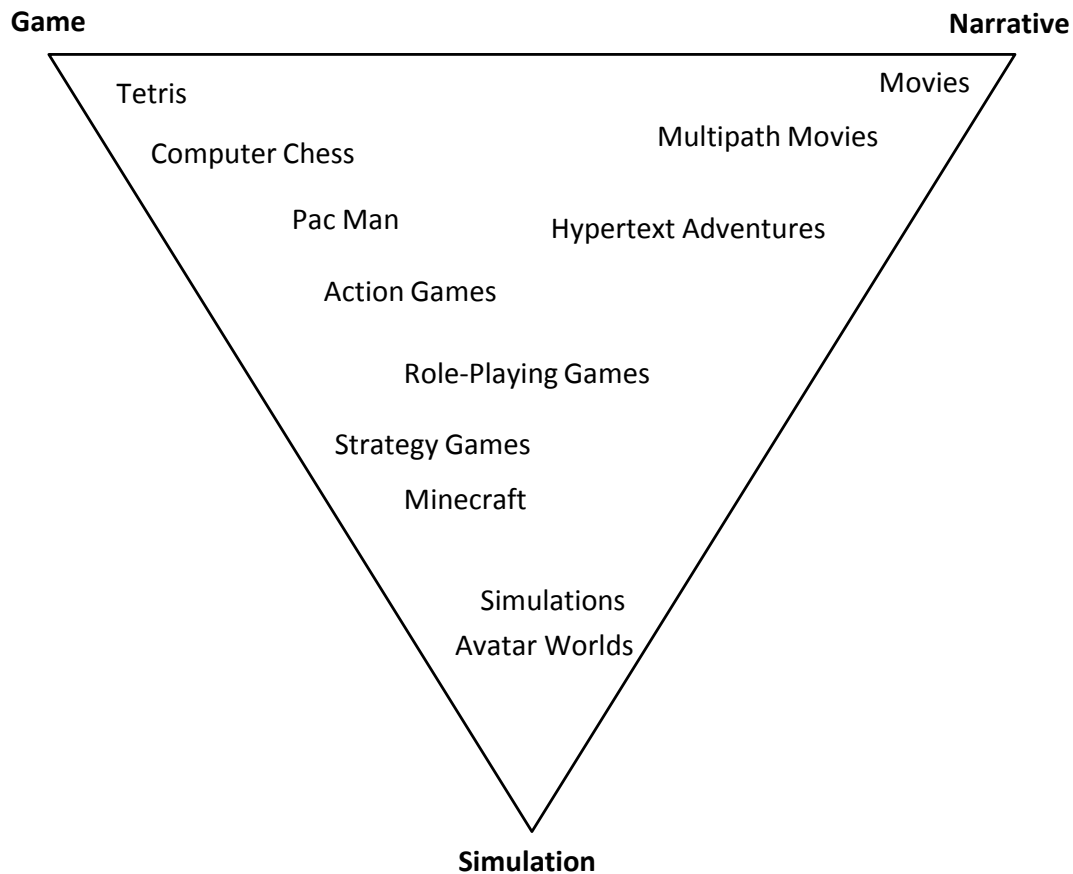 Game
Narrative
Tetris
Movies
Computer Chess
Multipath Movies
Pac Man
Hypertext Adventures
Action Games
Role-Playing Games
Strategy Games
Minecraft
Simulations
Avatar Worlds
Simulation